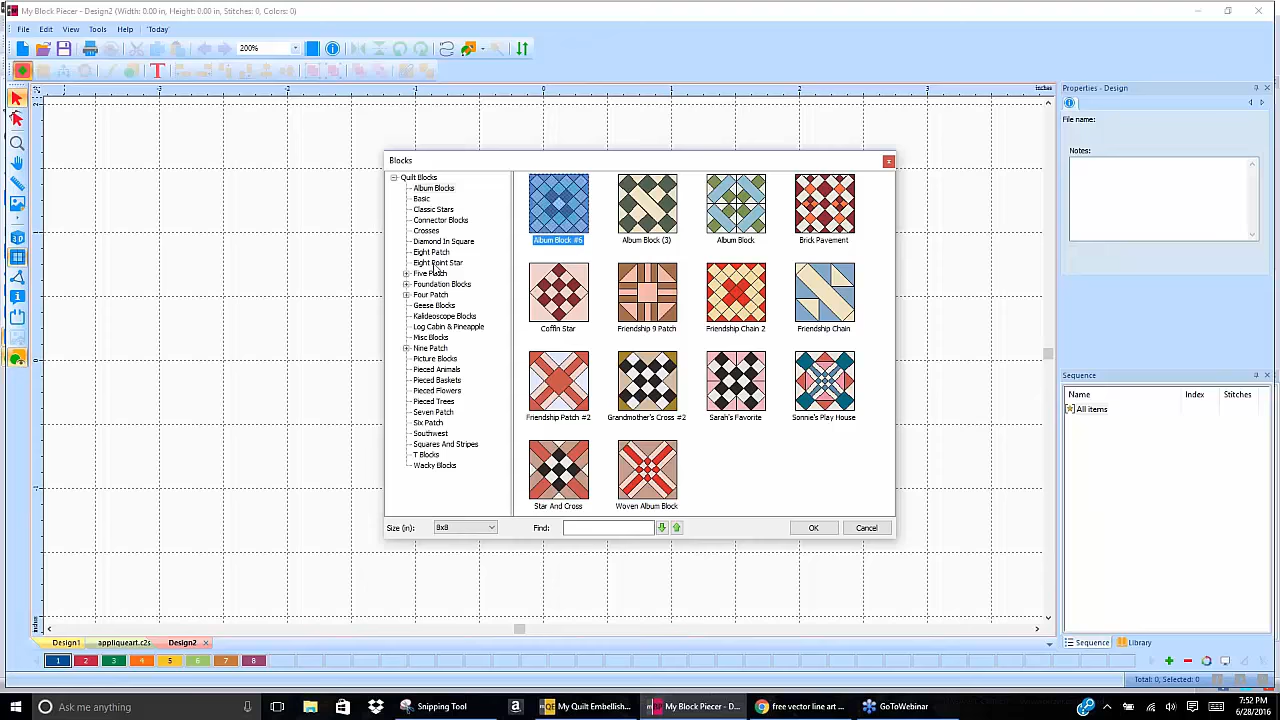 My Block Piecer - Design2 (Width: 0.00 in, Height: 0.00 in, Stitches: 0, Colors: 0)
File Edit View Tools Help 'Today'
200%
inches
Properties - Design
File name:
Notes:
Blocks
Quilt Blocks
Album Blocks
Basic
Classic Stars
Connector Blocks
Crosses
Diamond In Square
Eight Patch
Eight Point Star
Five Patch
Foundation Blocks
Four Patch
Geese Blocks
Kalideoscope Blocks
Log Cabin & Pineapple
Misc Blocks
Nine Patch
Picture Blocks
Pieced Animals
Pieced Baskets
Pieced Flowers
Pieced Trees
Seven Patch
Six Patch
Southwest
Squares And Stripes
T Blocks
Wacky Blocks
Album Block #6 Album Block (3) Album Block Brick Pavement
Coffin Star Friendship 9 Patch Friendship Chain 2 Friendship Chain
Friendship Patch #2 Grandmother's Cross #2 Sarah's Favorite Sonnie's Play House
Star And Cross Woven Album Block
Size (in): 8x8 Find: OK Cancel
Sequence
Name Index Stitches
All items
Design1 appliqueart.c2s Design2
Sequence Library
1 2 3 4 5 6 7 8
Total: 0, Selected: 0
Ask me anything
Snipping Tool
My Quilt Embellish...
My Block Piecer - D...
free vector line art ...
GoToWebinar
7:52 PM
6/28/2016